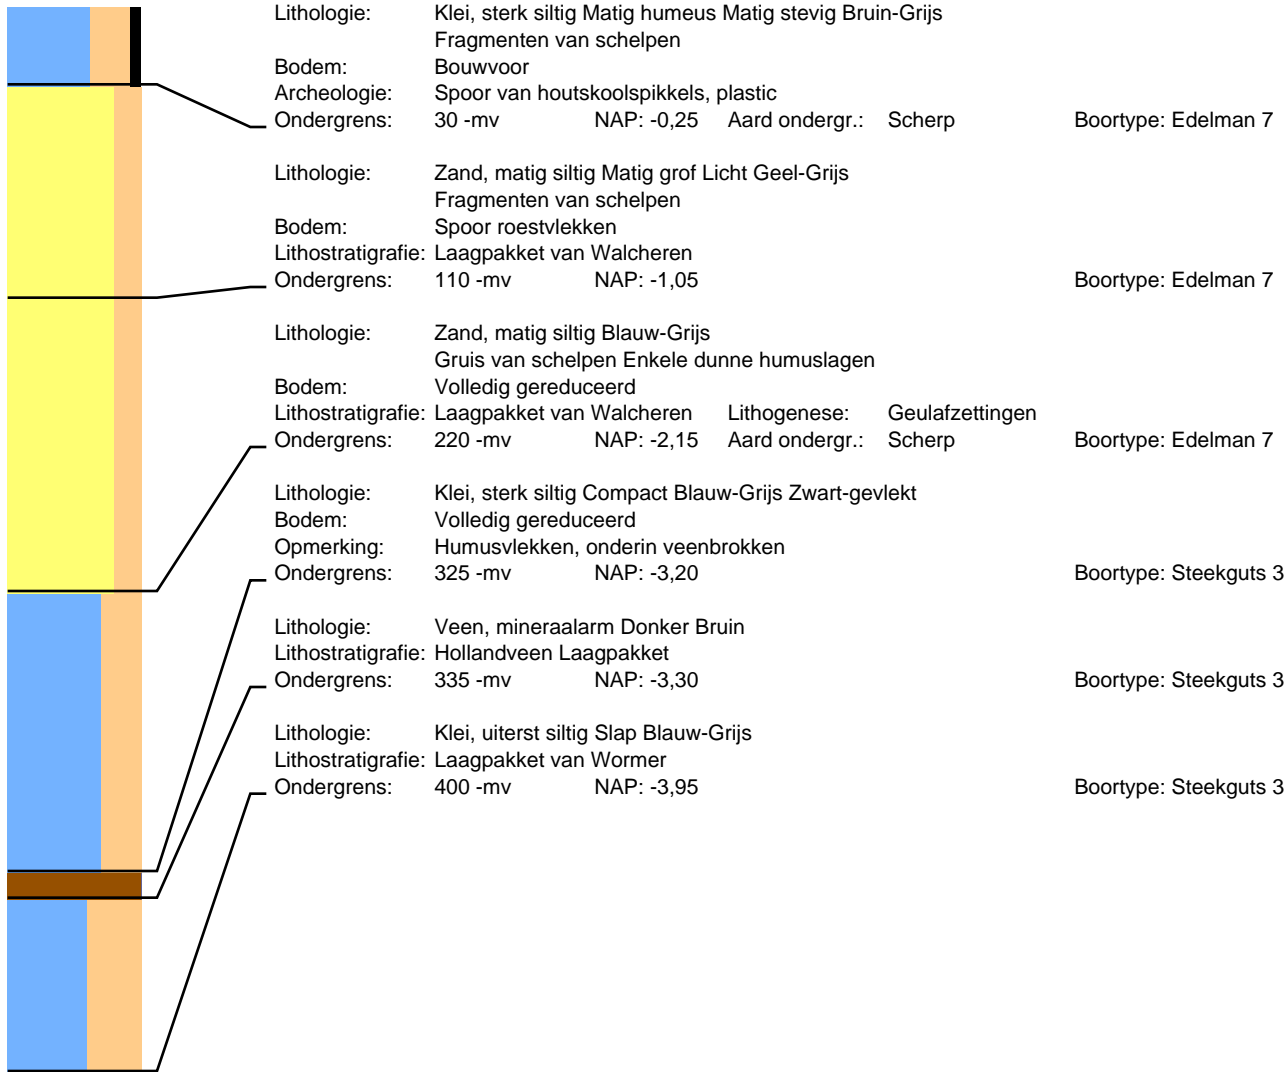 Lithologie: Klei, sterk siltig Matig humeus Matig stevig Bruin-Grijs
Fragmenten van schelpen
Bodem: Bouwvoor
Archeologie: Spoor van houtskoolspikkels, plastic
Ondergrens: 30 -mv NAP: -0,25 Aard ondergr.: Scherp Boortype: Edelman 7
Lithologie: Zand, matig siltig Matig grof Licht Geel-Grijs
Fragmenten van schelpen
Bodem: Spoor roestvlekken
Lithostratigrafie: Laagpakket van Walcheren
Ondergrens: 110 -mv NAP: -1,05 Boortype: Edelman 7
Lithologie: Zand, matig siltig Blauw-Grijs
Gruis van schelpen Enkele dunne humuslagen
Bodem: Volledig gereduceerd
Lithostratigrafie: Laagpakket van Walcheren Lithogenese: Geulafzettingen
Ondergrens: 220 -mv NAP: -2,15 Aard ondergr.: Scherp Boortype: Edelman 7
Lithologie: Klei, sterk siltig Compact Blauw-Grijs Zwart-gevlekt
Bodem: Volledig gereduceerd
Opmerking: Humusvlekken, onderin veenbrokken
Ondergrens: 325 -mv NAP: -3,20 Boortype: Steekguts 3
Lithologie: Veen, mineraalarm Donker Bruin
Lithostratigrafie: Hollandveen Laagpakket
Ondergrens: 335 -mv NAP: -3,30 Boortype: Steekguts 3
Lithologie: Klei, uiterst siltig Slap Blauw-Grijs
Lithostratigrafie: Laagpakket van Wormer
Ondergrens: 400 -mv NAP: -3,95 Boortype: Steekguts 3